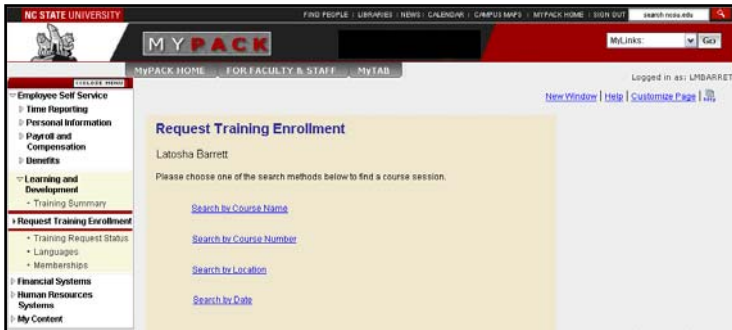 NC STATE UNIVERSITY
FIND PEOPLE | LIBRARIES | NEWS | CALENDAR | CAMPUS MAPS | MYPACK HOME | SIGN OUT
search ncsu.edu
MYPACK
MyLinks:
Go
MyPACK HOME
FOR FACULTY & STAFF
MyTAB
Logged in as: LMBARRET
CLOSE MENU
New Window | Help | Customize Page |
Employee Self Service
Time Reporting
Personal Information
Payroll and
Compensation
Benefits
Learning and
Development
• Training Summary
Request Training Enrollment
• Training Request Status
• Languages
• Memberships
Financial Systems
Human Resources
Systems
My Content
Request Training Enrollment
Latosha Barrett
Please choose one of the search methods below to find a course session.
Search by Course Name
Search by Course Number
Search by Location
Search by Date